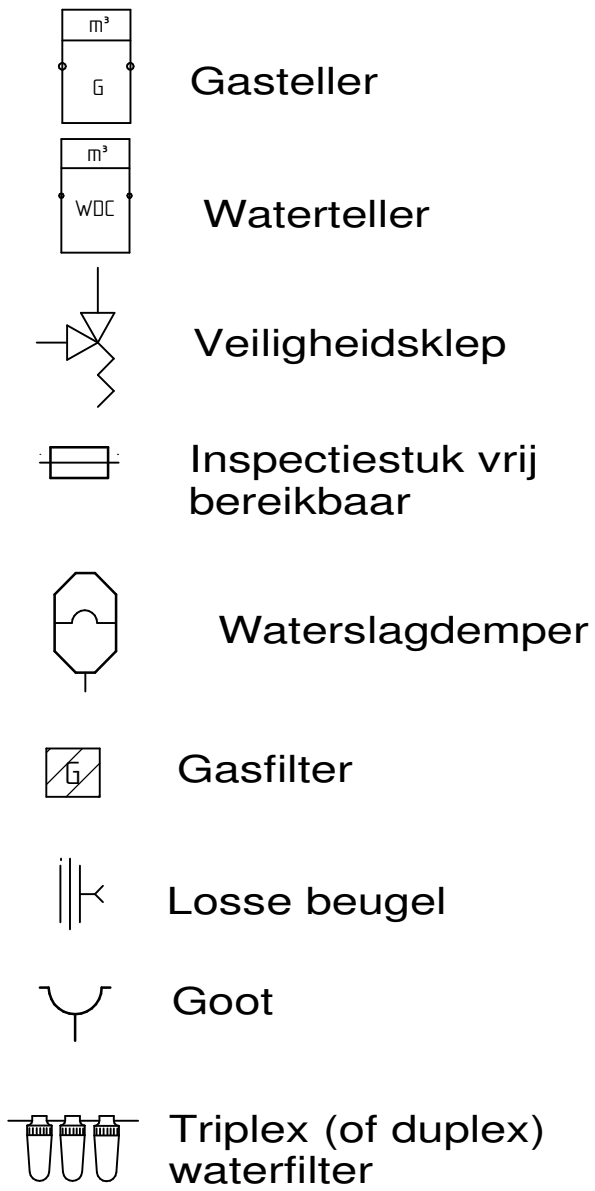 m³
G
Gasteller
m³
WDC
Waterteller
Veiligheidsklep
Inspectiestuk vrij
bereikbaar
Waterslagdemper
G
Gasfilter
Losse beugel
Goot
Triplex (of duplex)
waterfilter